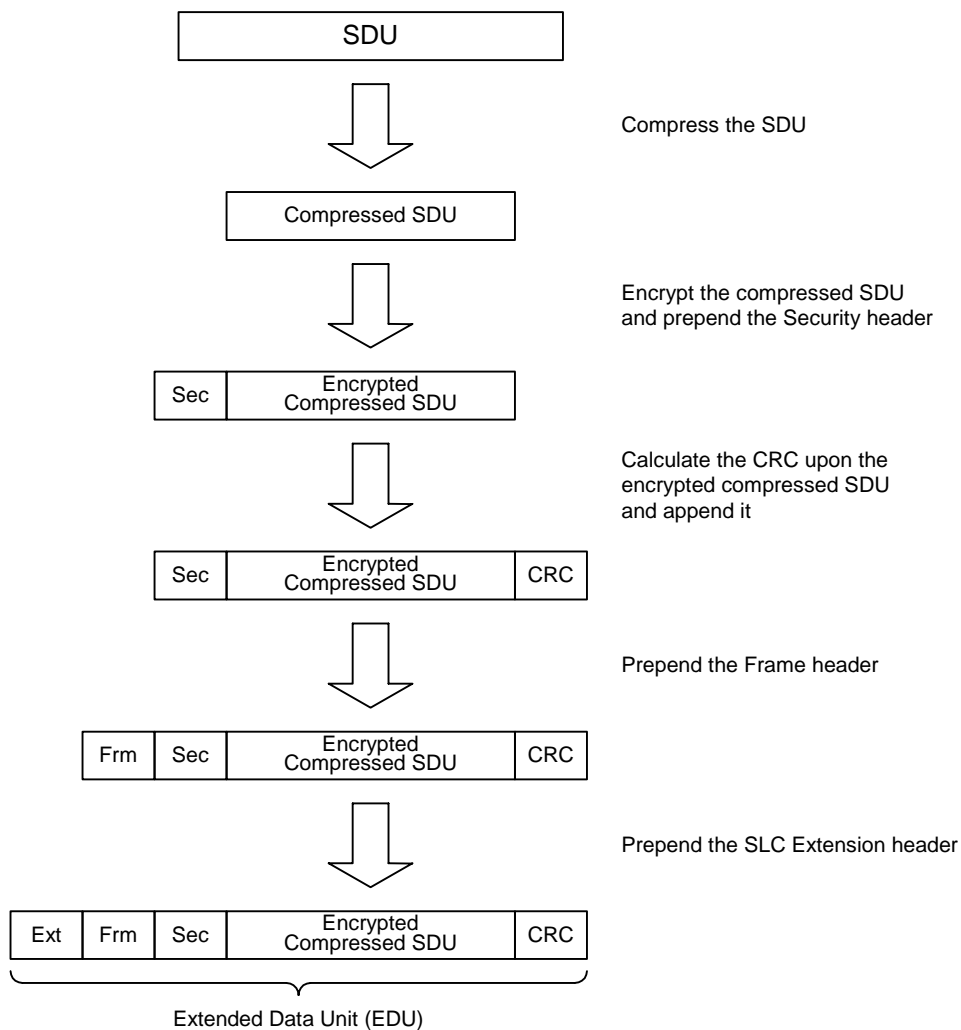 SDU
Compress the SDU
Compressed SDU
Encrypt the compressed SDU
and prepend the Security header
Sec
Encrypted
Compressed SDU
Calculate the CRC upon the
encrypted compressed SDU
and append it
Sec
Encrypted
Compressed SDU
CRC
Prepend the Frame header
Frm
Sec
Encrypted
Compressed SDU
CRC
Prepend the SLC Extension header
Ext
Frm
Sec
Encrypted
Compressed SDU
CRC
Extended Data Unit (EDU)